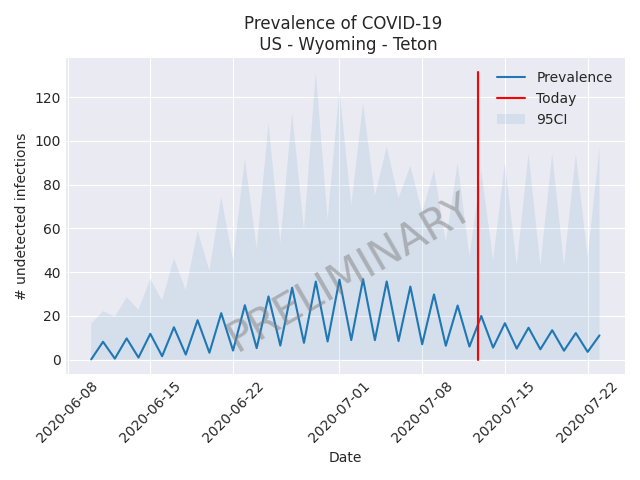 Prevalence of COVID-19
US - Wyoming - Teton
# undetected infections
120
100
80
60
40
20
0
Prevalence
Today
95CI
PRELIMINARY
2020-06-08
2020-06-15
2020-06-22
2020-07-01
2020-07-08
2020-07-15
2020-07-22
Date